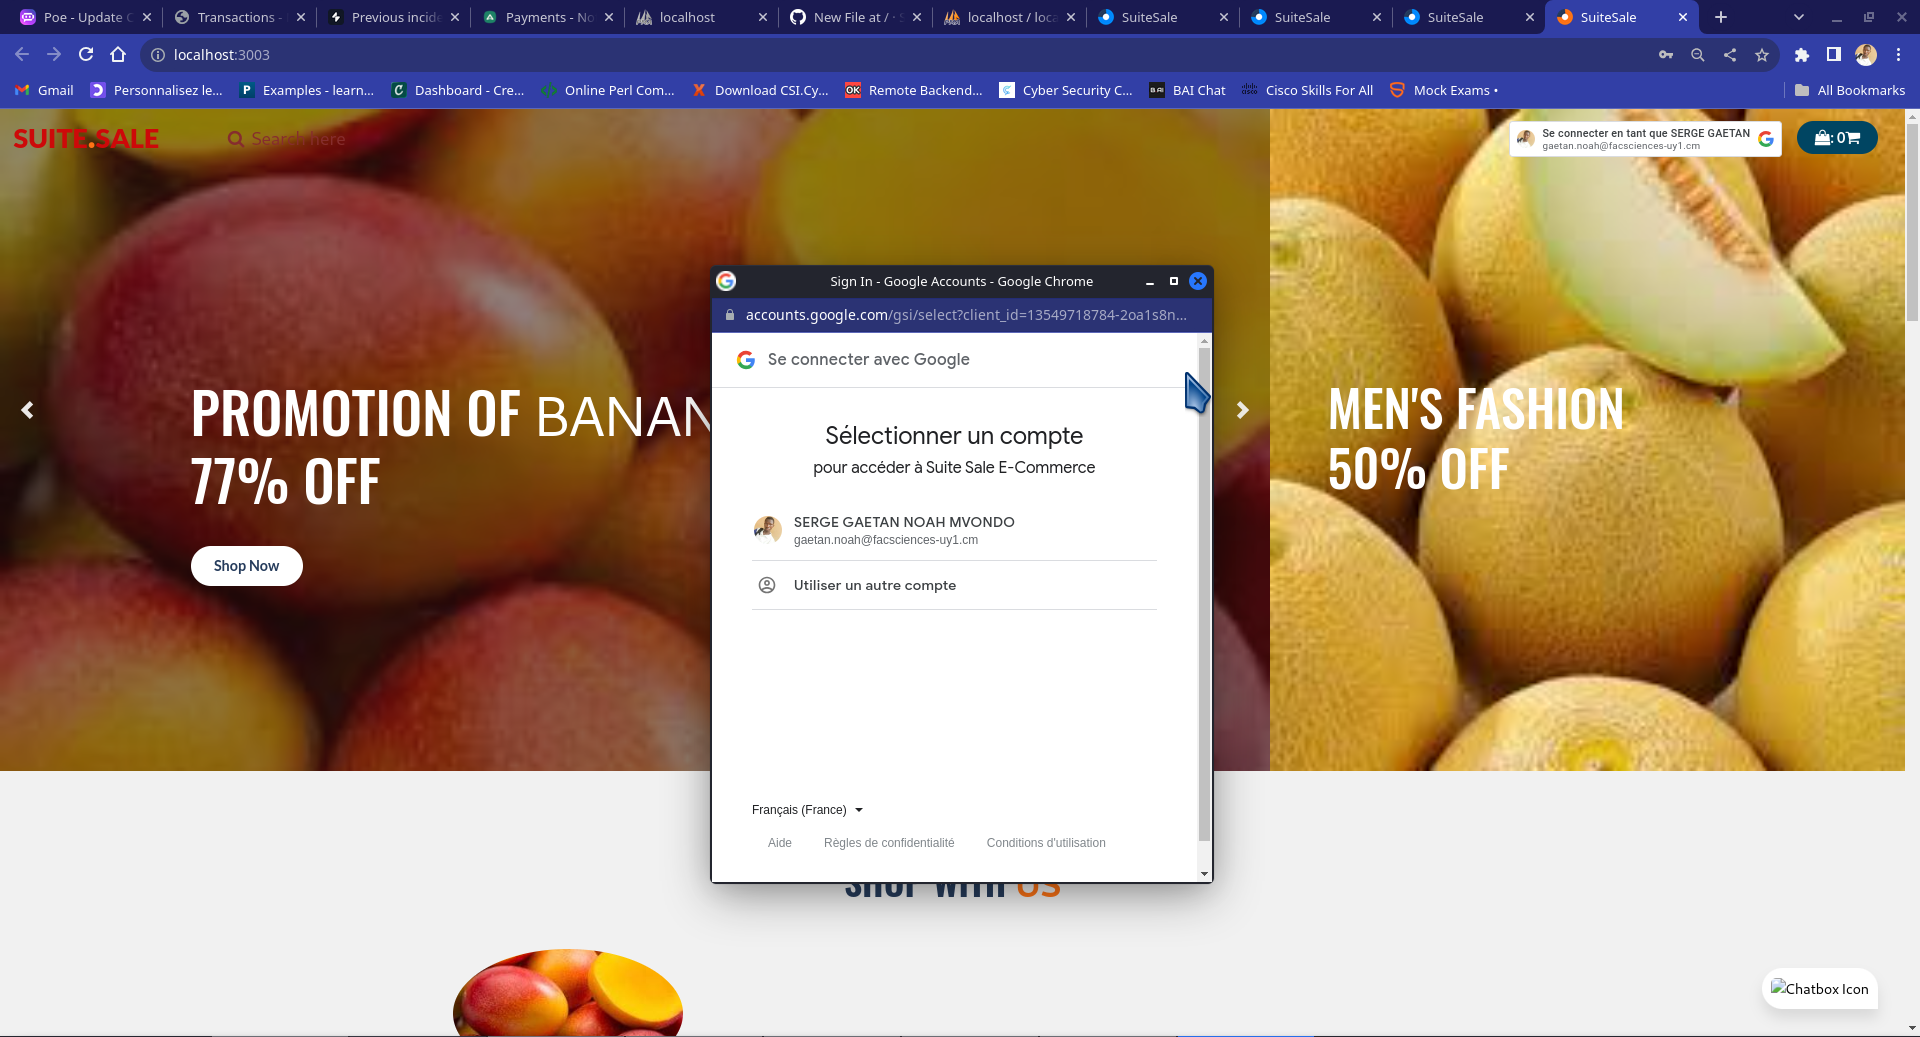 Poe - Update C
Transactions -
Previous incide
Payments - No
localhost
New File at / · S
localhost / loca
SuiteSale
SuiteSale
SuiteSale
SuiteSale
localhost:3003
Gmail
Personnalisez le...
Examples - learn...
Dashboard - Cre...
Online Perl Com...
Download CSI.Cy...
Remote Backend...
Cyber Security C...
BAI Chat
Cisco Skills For All
Mock Exams •
All Bookmarks
SUITE.SALE
Search here
Se connecter en tant que SERGE GAETAN
gaetan.noah@facsciences-uy1.cm
: 0
Sign In - Google Accounts - Google Chrome
accounts.google.com/gsi/select?client_id=13549718784-2oa1s8n...
Se connecter avec Google
Sélectionner un compte
pour accéder à Suite Sale E-Commerce
SERGE GAETAN NOAH MVONDO
gaetan.noah@facsciences-uy1.cm
Utiliser un autre compte
Français (France)
Aide
Règles de confidentialité
Conditions d'utilisation
PROMOTION OF BANAN
77% OFF
Shop Now
MEN'S FASHION
50% OFF
SHOP WITH US
Chatbox Icon